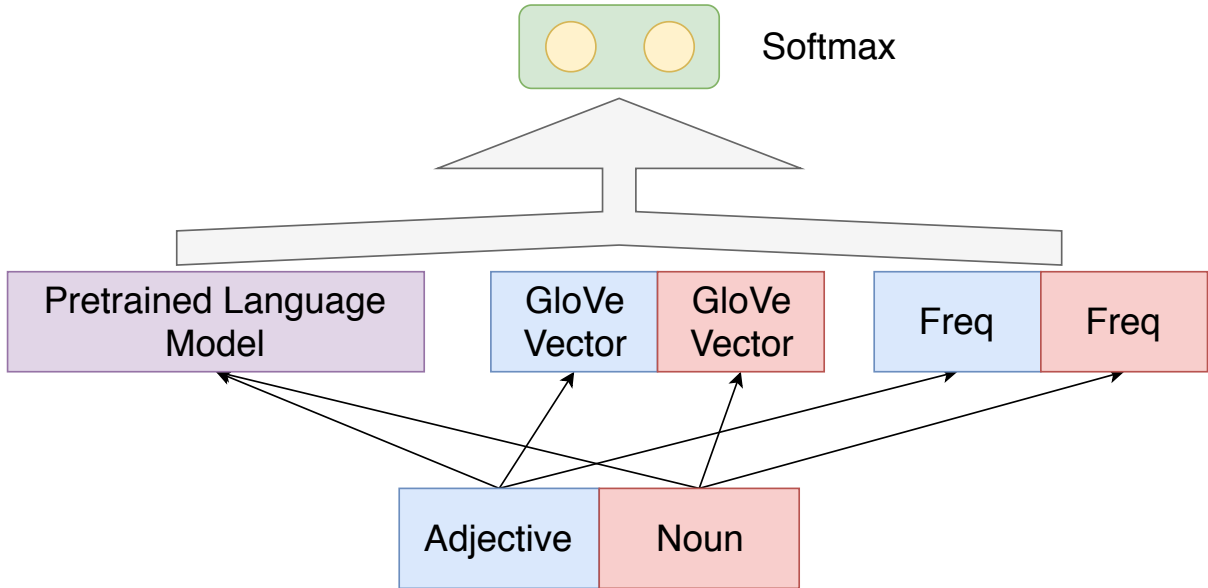 Softmax
Pretrained Language
Model
GloVe
Vector
GloVe
Vector
Freq
Freq
Adjective
Noun